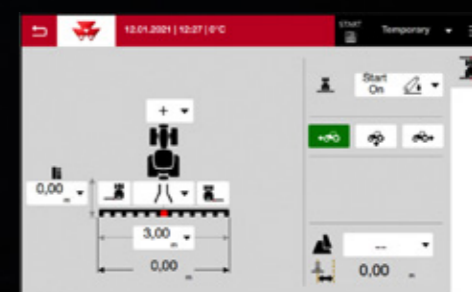 12.01.2021 | 12:27 | 0°C
START
Temporary
Start
On
+
0,00 m
3,00 m
0,00 m
--
0,00